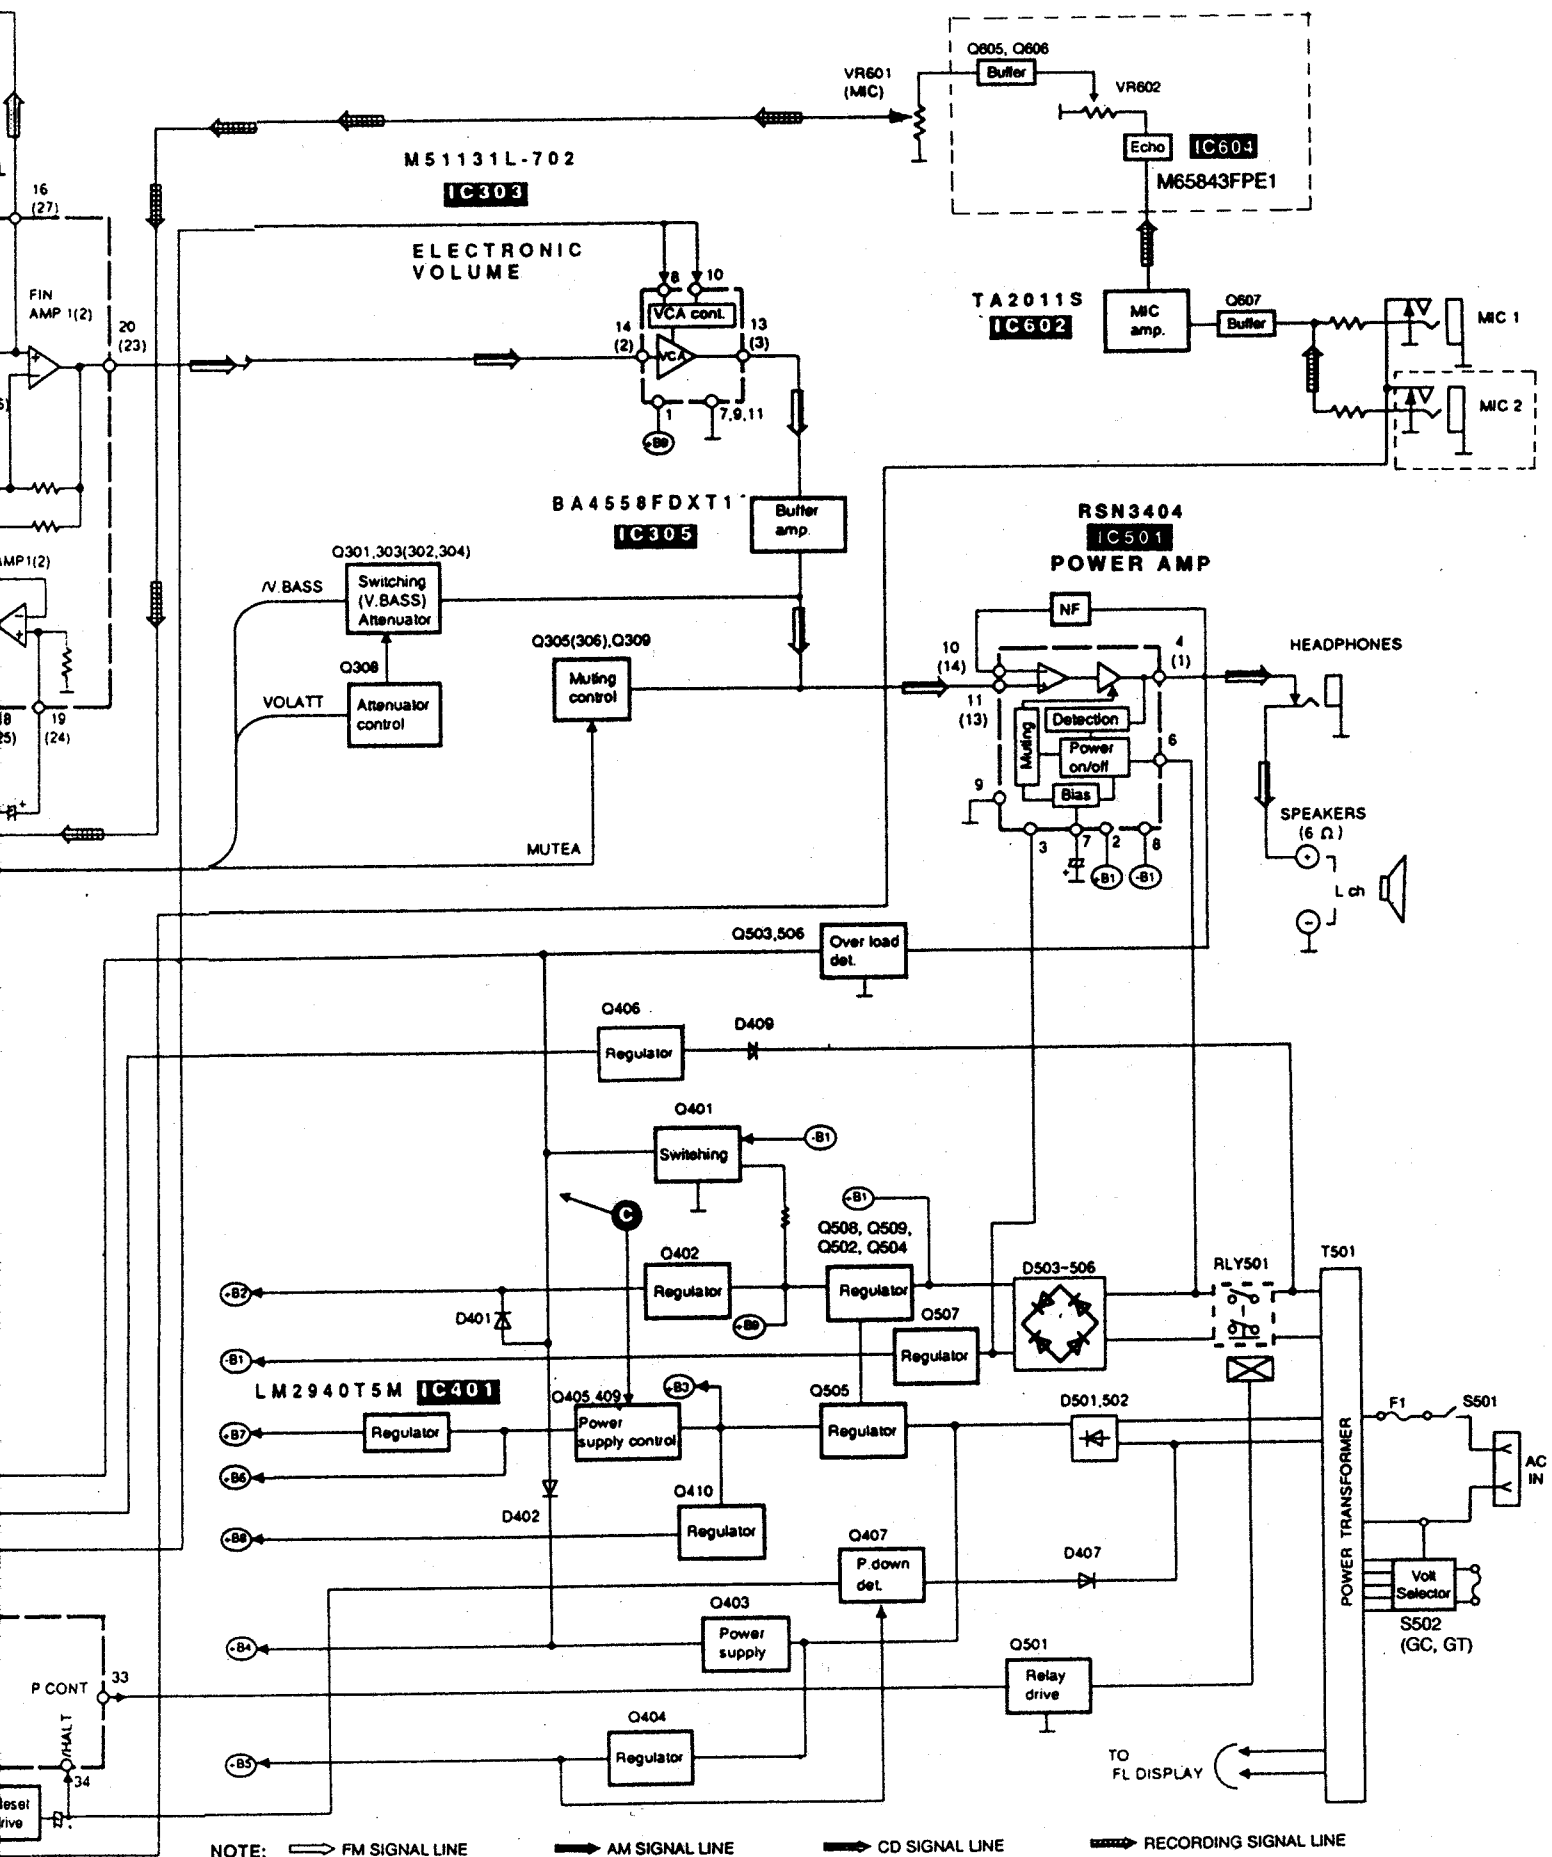 Q605, Q606
Buffer
VR601
(MIC)
VR602
Echo
IC604
M65843FPE1
M51131L-702
IC303
ELECTRONIC
VOLUME
16
(27)
FIN
AMP 1(2)
20
(23)
14
(2)
8
10
VCA cont.
VCA
13
(3)
1
7,9,11
+B9
TA2011S
IC602
MIC
amp.
Q607
Buffer
MIC 1
MIC 2
BA4558FDXT1
IC305
Buffer
amp.
RSN3404
IC501
POWER AMP
AMP1(2)
Q301,303(302,304)
/V.BASS
Switching
(V.BASS)
Attenuator
Q308
VOLATT
Attenuator
control
Q305(306),Q309
Muting
control
NF
10
(14)
11
(13)
4
(1)
HEADPHONES
Detection
Muting
Power
on/off
Bias
6
9
3
7
2
8
+B1
-B1
SPEAKERS
(6 Ω)
L ch
18
25)
19
(24)
MUTEA
Q503,506
Over load
det.
Q406
Regulator
D409
Q401
Switching
-B1
C
+B1
Q508, Q509,
Q502, Q504
Q402
Regulator
Regulator
D503-506
RLY501
T501
+B2
D401
+B9
Q507
Regulator
-B1
LM2940T5M IC401
Q405,409
+B3
Q505
D501,502
F1
S501
+B7
Regulator
Power
supply control
Regulator
AC
IN
+B6
D402
Q410
Regulator
+B8
Q407
P.down
det.
D407
POWER TRANSFORMER
Volt
Selector
S502
(GC, GT)
Q403
Power
supply
+B4
Q501
Relay
drive
P CONT
33
/HALT
34
Q404
Regulator
+B5
TO
FL DISPLAY
eset
rive
NOTE: FM SIGNAL LINE AM SIGNAL LINE CD SIGNAL LINE RECORDING SIGNAL LINE